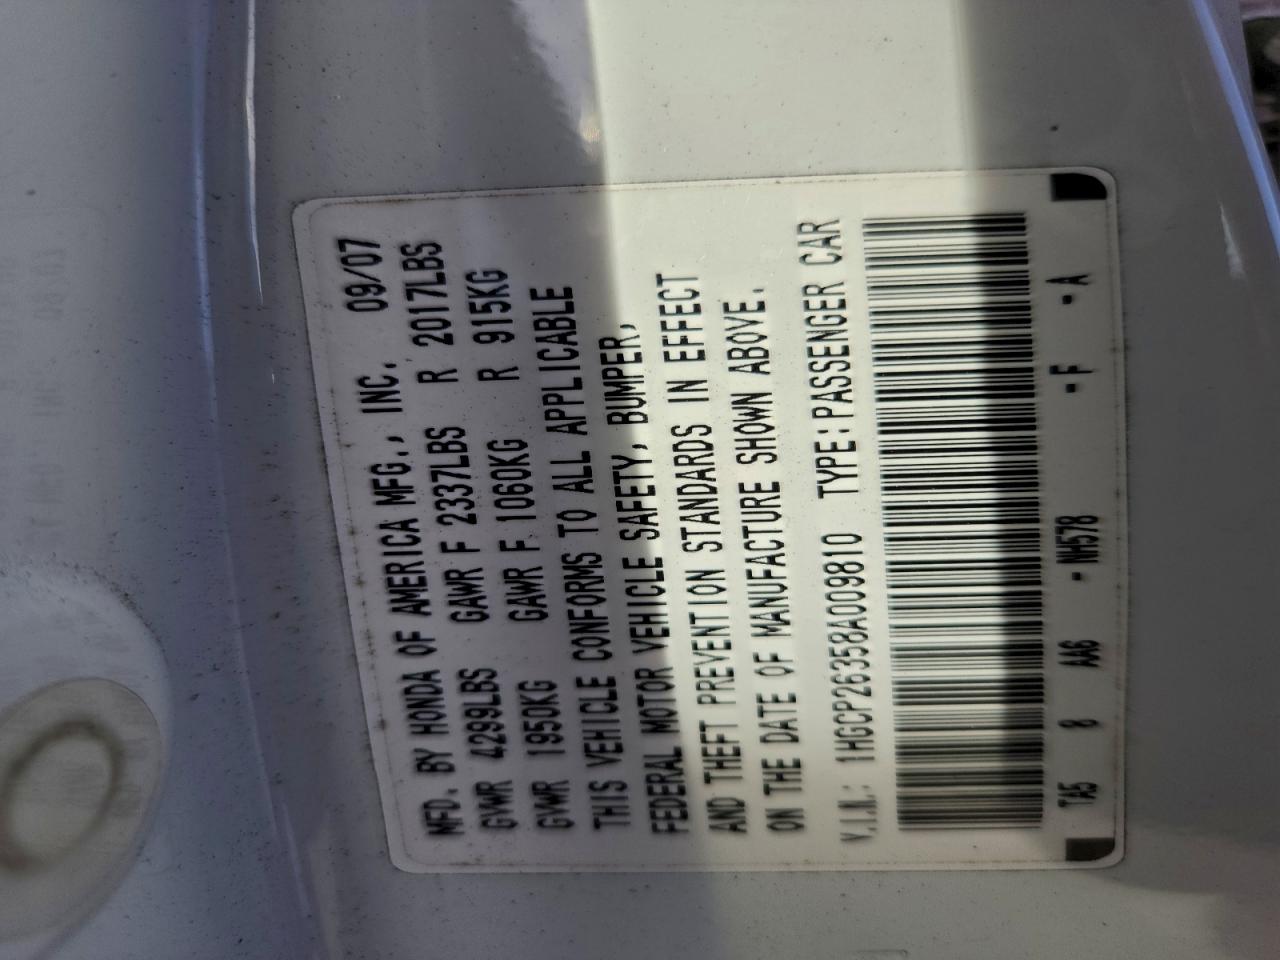 MFD. BY HONDA OF AMERICA MFG., INC. 09/07
GVWR 4299LBS GAWR F 2337LBS R 2017LBS
GVWR 1950KG GAWR F 1060KG R 915KG
THIS VEHICLE CONFORMS TO ALL APPLICABLE
FEDERAL MOTOR VEHICLE SAFETY, BUMPER,
AND THEFT PREVENTION STANDARDS IN EFFECT
ON THE DATE OF MANUFACTURE SHOWN ABOVE.
V.I.N.: 1HGCP26358A009810 TYPE:PASSENGER CAR
TA5 8 AA6 -NH578 -F -A